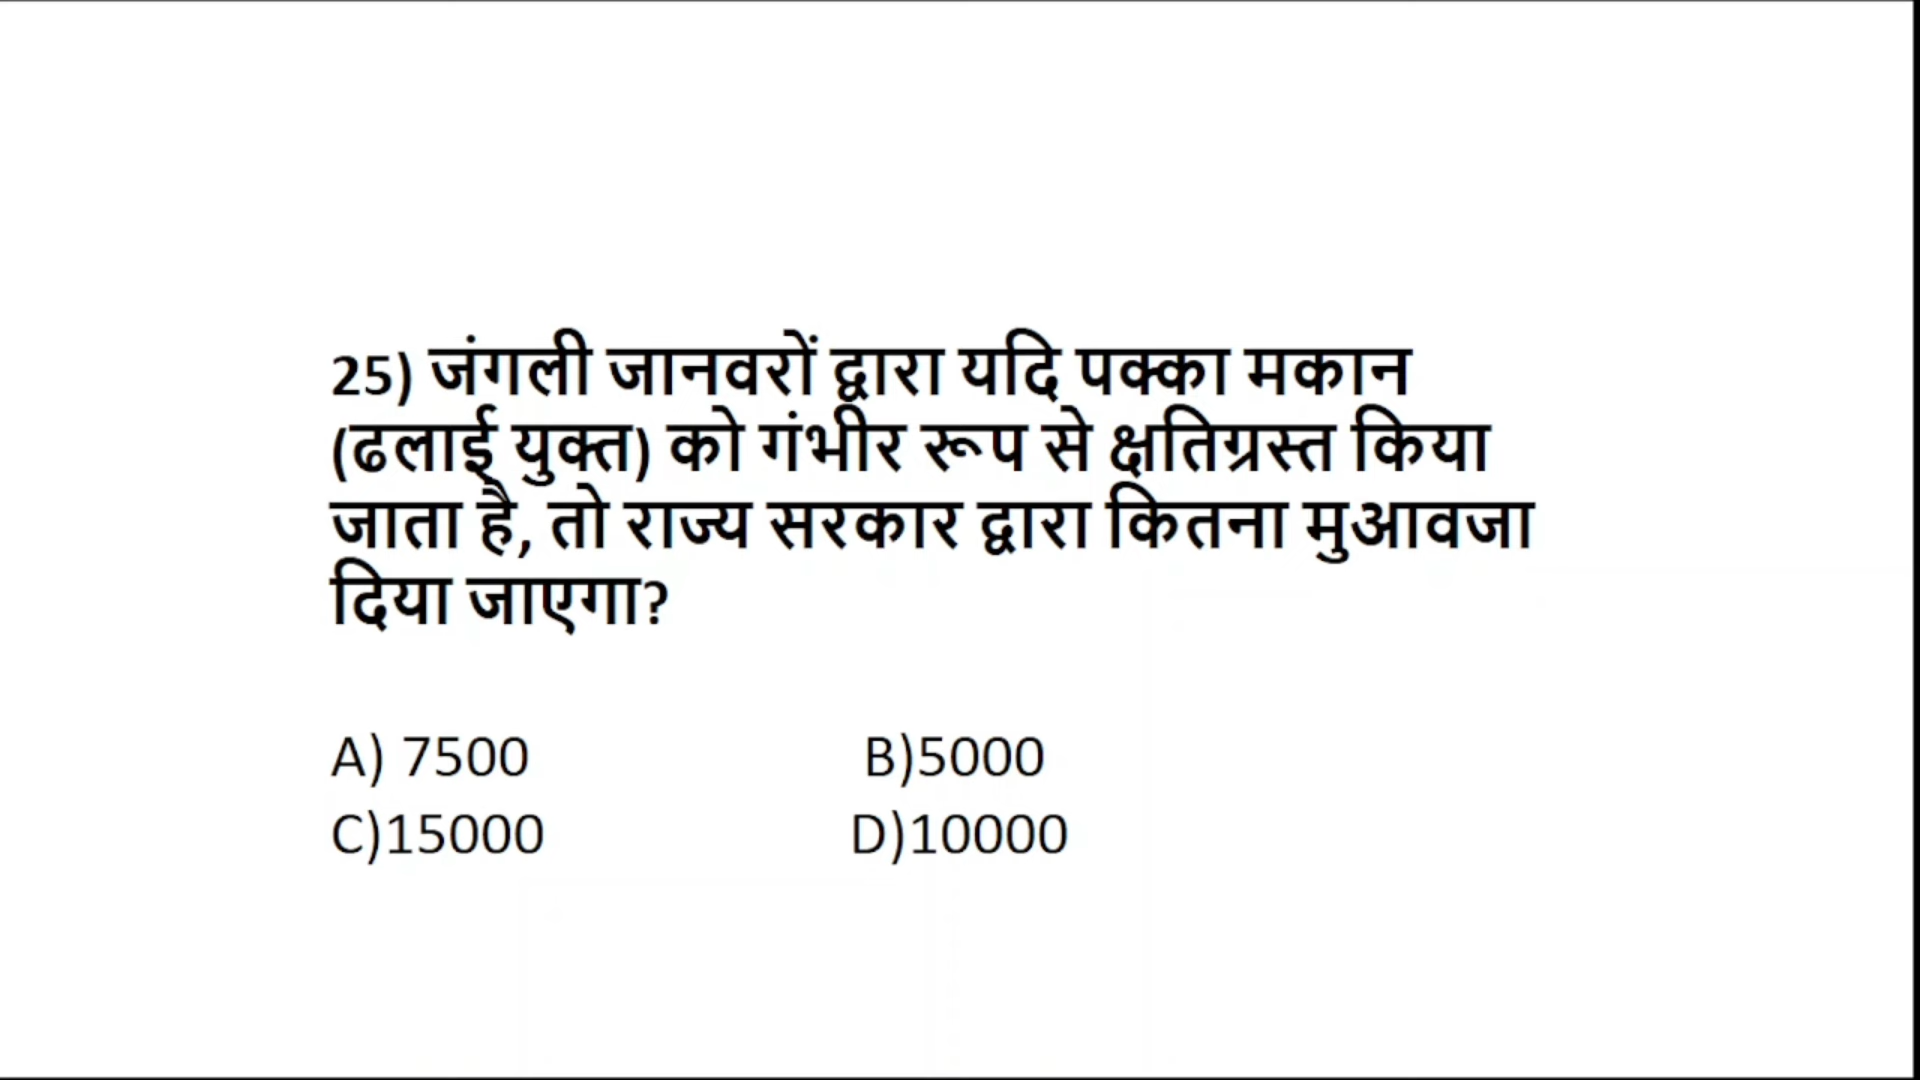 25) जंगली जानवरों द्वारा यदि पक्का मकान
(ढलाई युक्त) को गंभीर रूप से क्षतिग्रस्त किया
जाता है, तो राज्य सरकार द्वारा कितना मुआवजा
दिया जाएगा?
A) 7500 B)5000
C)15000 D)10000